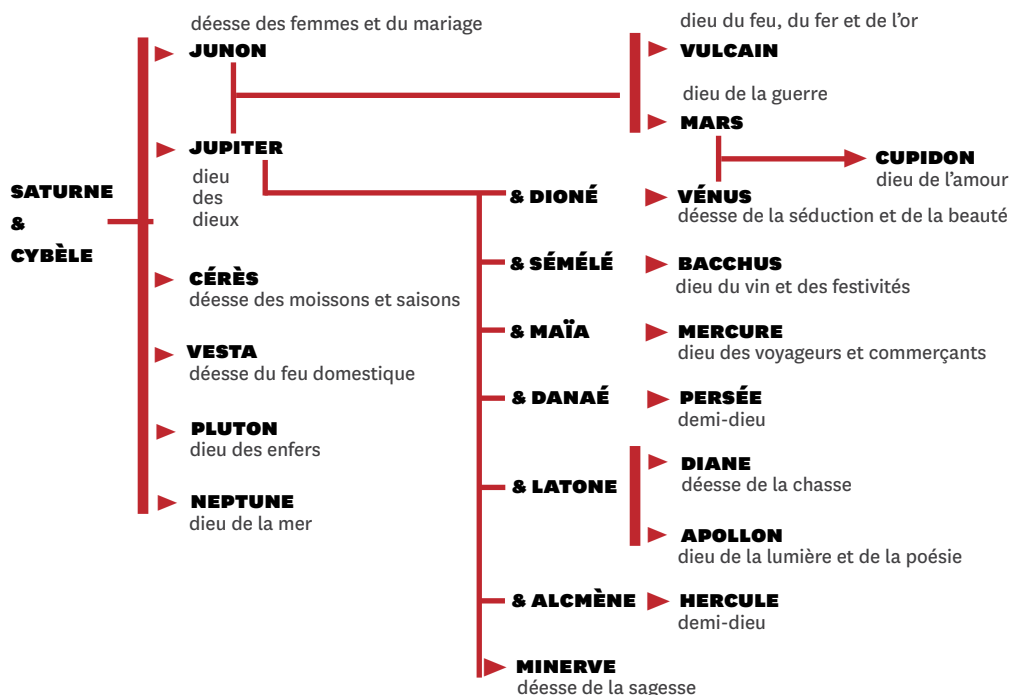 déesse des femmes et du mariage
JUNON
JUPITER
dieu
des
dieux
SATURNE
&
CYBÈLE
CÉRÈS
déesse des moissons et saisons
VESTA
déesse du feu domestique
PLUTON
dieu des enfers
NEPTUNE
dieu de la mer
dieu du feu, du fer et de l'or
VULCAIN
dieu de la guerre
MARS
CUPIDON
dieu de l'amour
& DIONÉ
VÉNUS
déesse de la séduction et de la beauté
& SÉMÉLÉ
BACCHUS
dieu du vin et des festivités
& MAÏA
MERCURE
dieu des voyageurs et commerçants
& DANAÉ
PERSÉE
demi-dieu
& LATONE
DIANE
déesse de la chasse
APOLLON
dieu de la lumière et de la poésie
& ALCMÈNE
HERCULE
demi-dieu
MINERVE
déesse de la sagesse